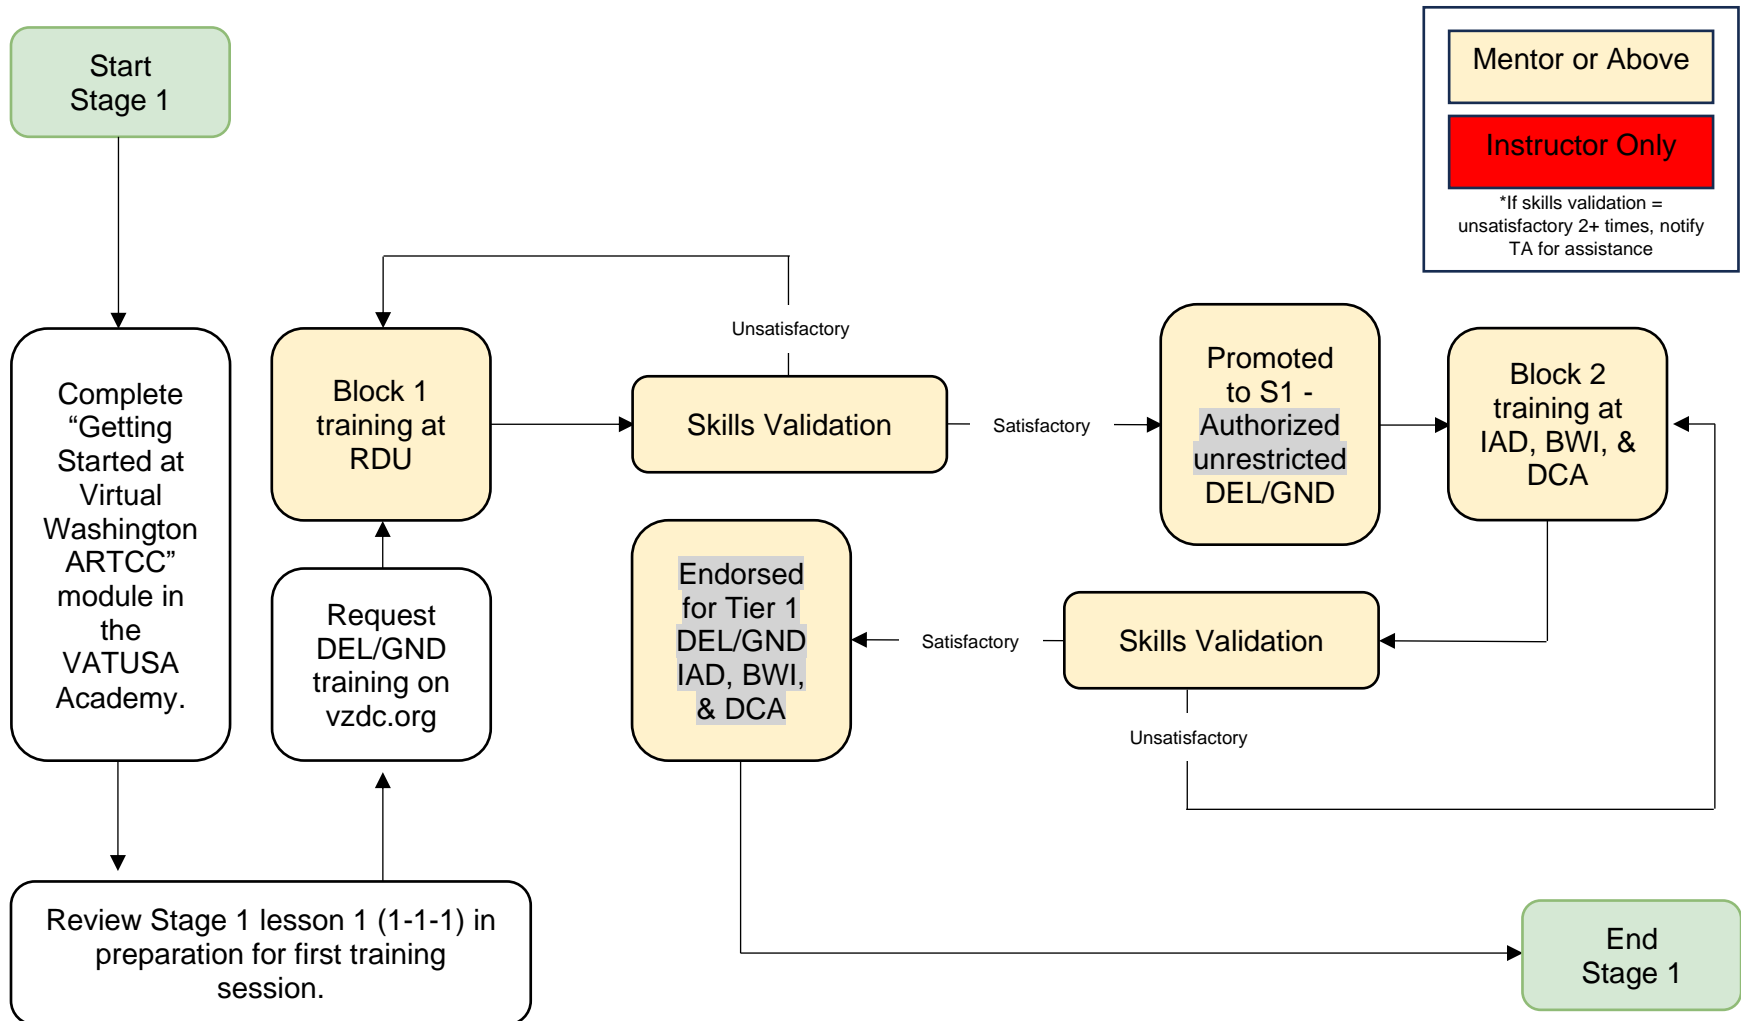 Start
Stage 1
Mentor or Above
Instructor Only
*If skills validation =
unsatisfactory 2+ times, notify
TA for assistance
Complete
“Getting
Started at
Virtual
Washington
ARTCC”
module in
the
VATUSA
Academy.
Review Stage 1 lesson 1 (1-1-1) in
preparation for first training
session.
Request
DEL/GND
training on
vzdc.org
Block 1
training at
RDU
Unsatisfactory
Skills Validation
Satisfactory
Promoted
to S1 -
Authorized
unrestricted
DEL/GND
Block 2
training at
IAD, BWI, &
DCA
Skills Validation
Unsatisfactory
Satisfactory
Endorsed
for Tier 1
DEL/GND
IAD, BWI,
& DCA
End
Stage 1